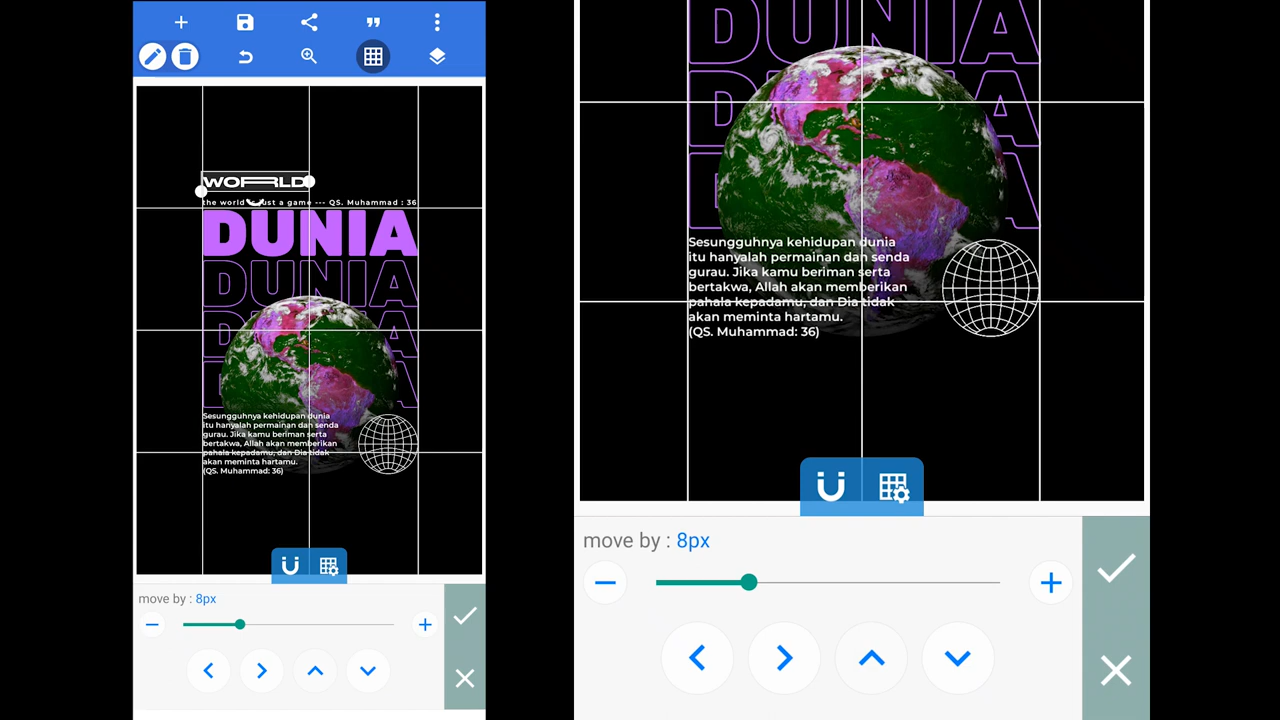 WORLD
the world is just a game --- QS. Muhammad : 36
DUNIA
DUNIA
DUNIA
DUNIA
Sesungguhnya kehidupan dunia
itu hanyalah permainan dan senda
gurau. Jika kamu beriman serta
bertakwa, Allah akan memberikan
pahala kepadamu, dan Dia tidak
akan meminta hartamu.
(QS. Muhammad: 36)
move by : 8px
DUNIA
Sesungguhnya kehidupan dunia
itu hanyalah permainan dan senda
gurau. Jika kamu beriman serta
bertakwa, Allah akan memberikan
pahala kepadamu, dan Dia tidak
akan meminta hartamu.
(QS. Muhammad: 36)
move by : 8px